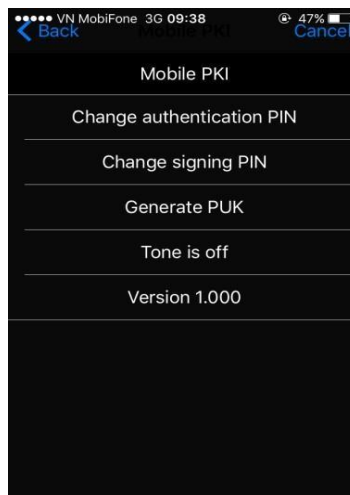 VN MobiFone 3G 09:38 47%
Back Mobile PKI Cancel
Mobile PKI
Change authentication PIN
Change signing PIN
Generate PUK
Tone is off
Version 1.000